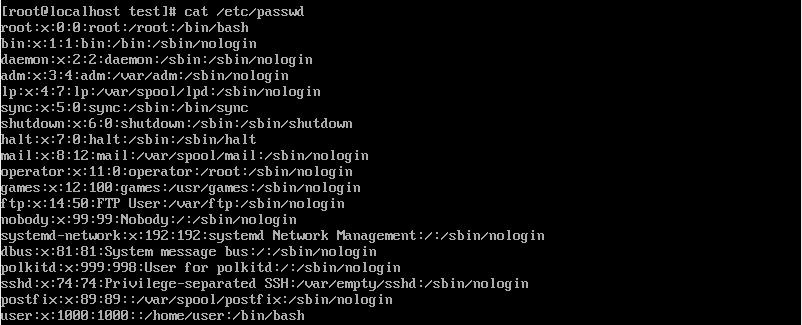 [root@localhost test]# cat /etc/passwd
root:x:0:0:root:/root:/bin/bash
bin:x:1:1:bin:/bin:/sbin/nologin
daemon:x:2:2:daemon:/sbin:/sbin/nologin
adm:x:3:4:adm:/var/adm:/sbin/nologin
lp:x:4:7:lp:/var/spool/lpd:/sbin/nologin
sync:x:5:0:sync:/sbin:/bin/sync
shutdown:x:6:0:shutdown:/sbin:/sbin/shutdown
halt:x:7:0:halt:/sbin:/sbin/halt
mail:x:8:12:mail:/var/spool/mail:/sbin/nologin
operator:x:11:0:operator:/root:/sbin/nologin
games:x:12:100:games:/usr/games:/sbin/nologin
ftp:x:14:50:FTP User:/var/ftp:/sbin/nologin
nobody:x:99:99:Nobody:/:/sbin/nologin
systemd-network:x:192:192:systemd Network Management:/:/sbin/nologin
dbus:x:81:81:System message bus:/:/sbin/nologin
polkitd:x:999:998:User for polkitd:/:/sbin/nologin
sshd:x:74:74:Privilege-separated SSH:/var/empty/sshd:/sbin/nologin
postfix:x:89:89::/var/spool/postfix:/sbin/nologin
user:x:1000:1000::/home/user:/bin/bash